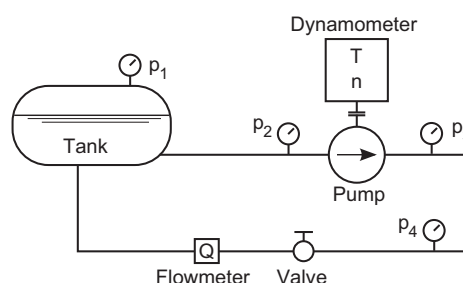 Dynamometer
T
n
p1
p2
p
Tank
Pump
p4
Q
Flowmeter
Valve